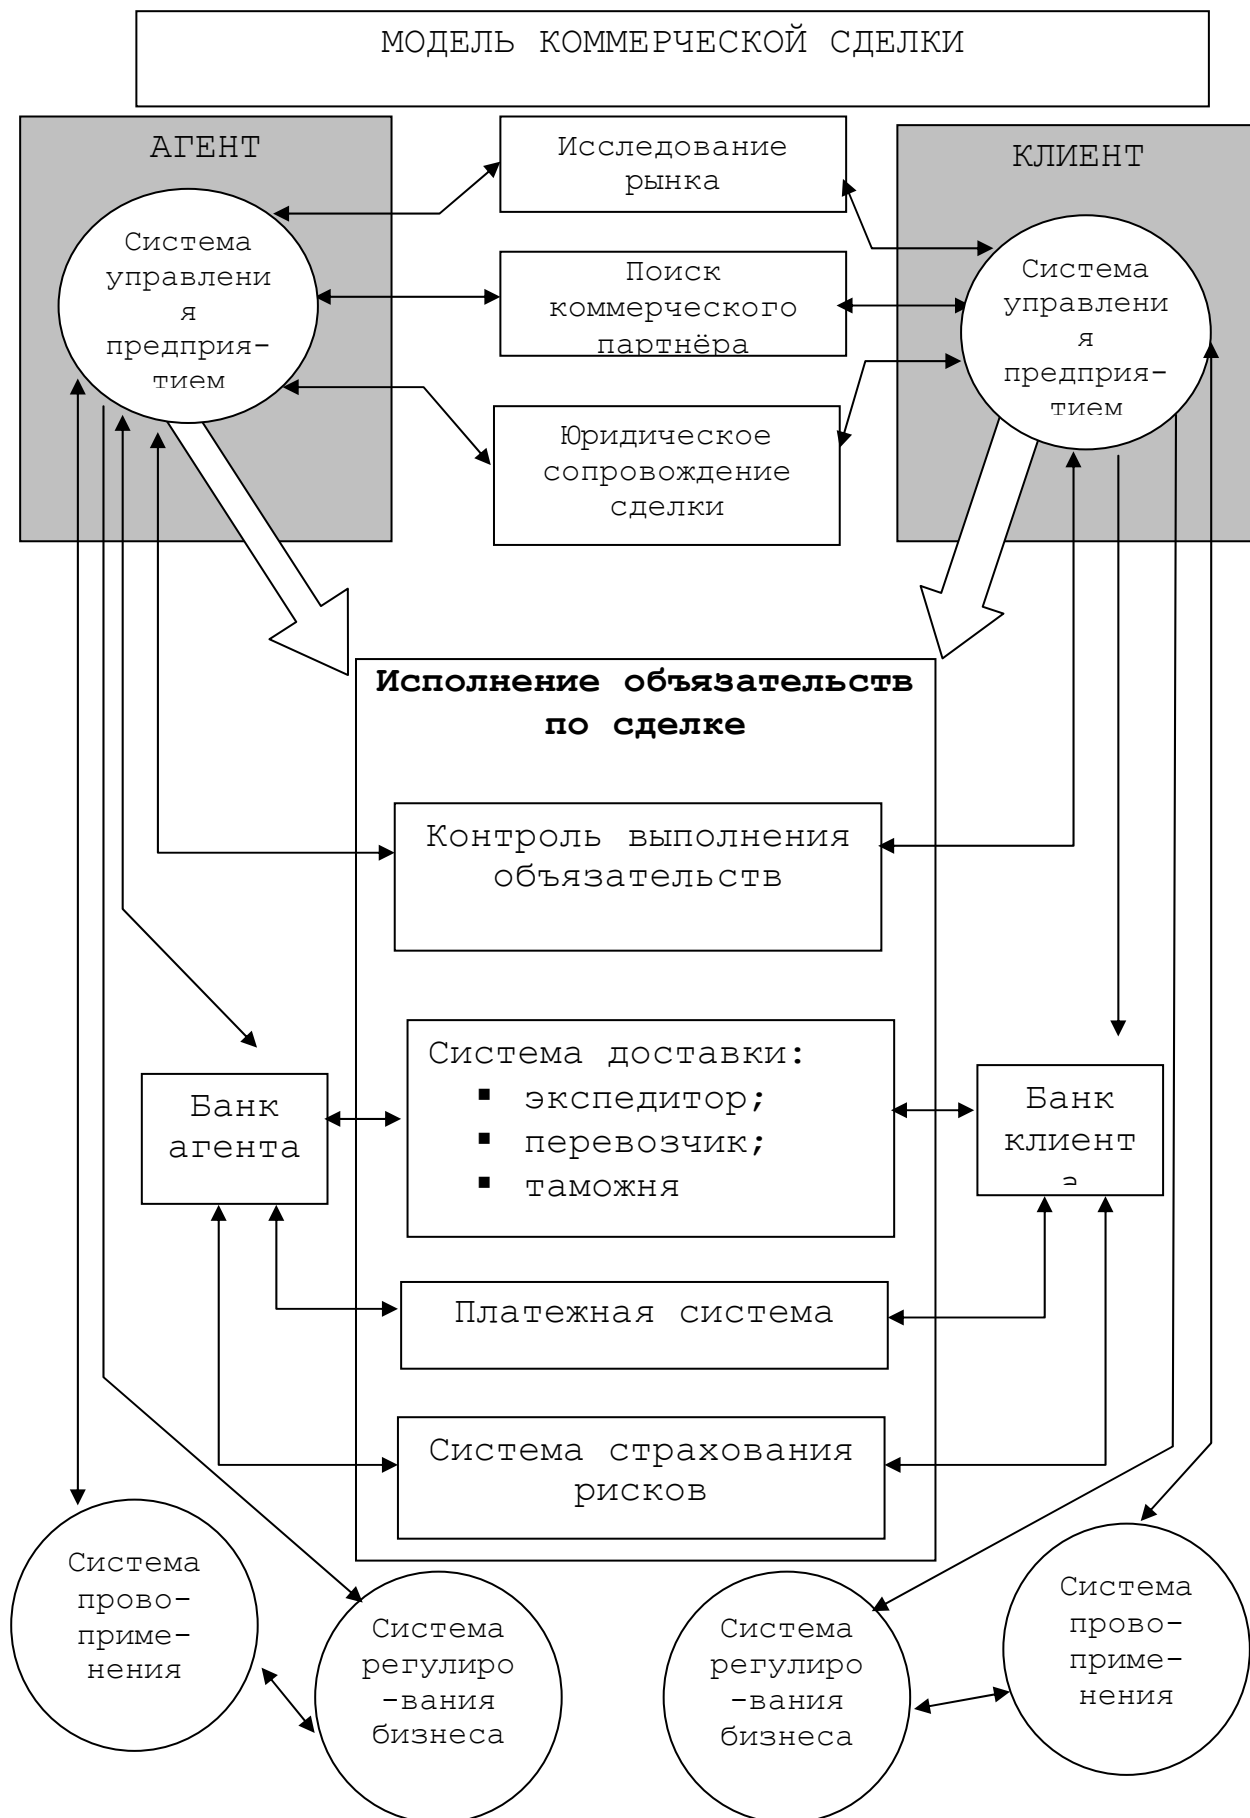 МОДЕЛЬ КОММЕРЧЕСКОЙ СДЕЛКИ
АГЕНТ
Исследование
рынка
КЛИЕНТ
Система
управлени
я
предприя-
тием
Поиск
коммерческого
партнёра
Система
управлени
я
предприя-
тием
Юридическое
сопровождение
сделки
Исполнение объязательств
по сделке
Контроль выполнения
объязательств
Банк
агента
Система доставки:
▪ экспедитор;
▪ перевозчик;
▪ таможня
Банк
клиент
а
Платежная система
Система страхования
рисков
Система
прово-
приме-
нения
Система
регулиро
-вания
бизнеса
Система
регулиро
-вания
бизнеса
Система
прово-
приме-
нения